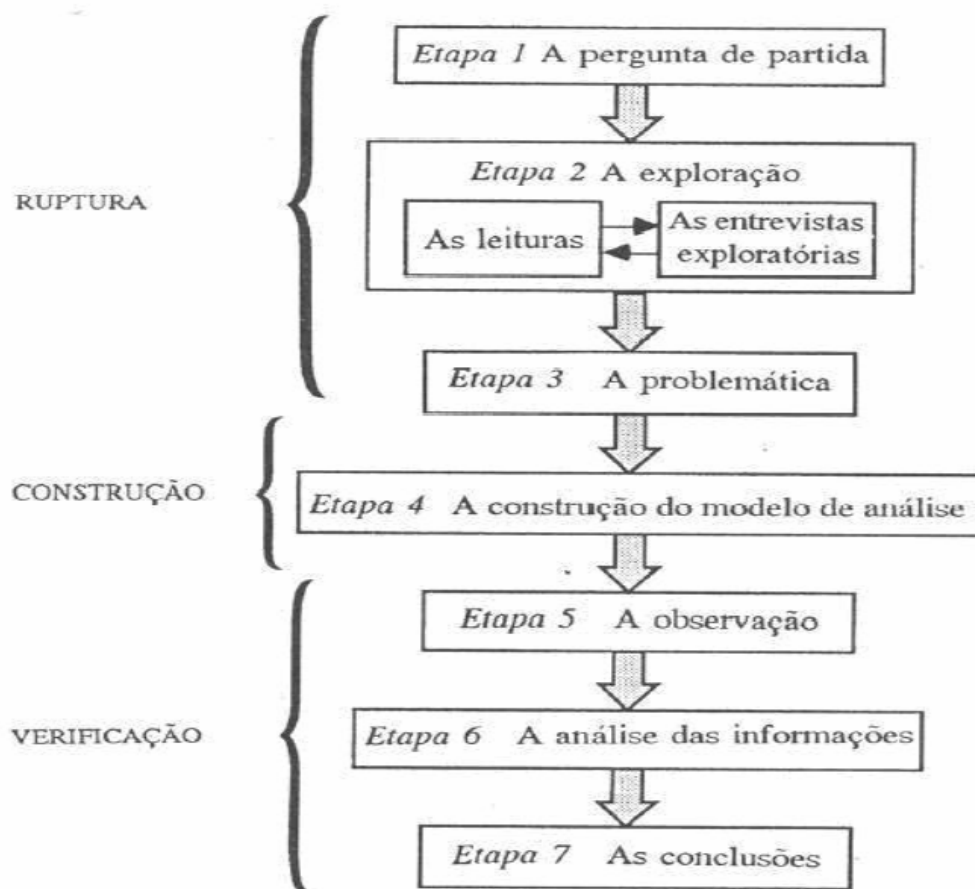 Etapa 1 A pergunta de partida
Etapa 2 A exploração
RUPTURA
As leituras
As entrevistas
exploratórias
Etapa 3 A problemática
CONSTRUÇÃO
Etapa 4 A construção do modelo de análise
Etapa 5 A observação
VERIFICAÇÃO
Etapa 6 A análise das informações
Etapa 7 As conclusões